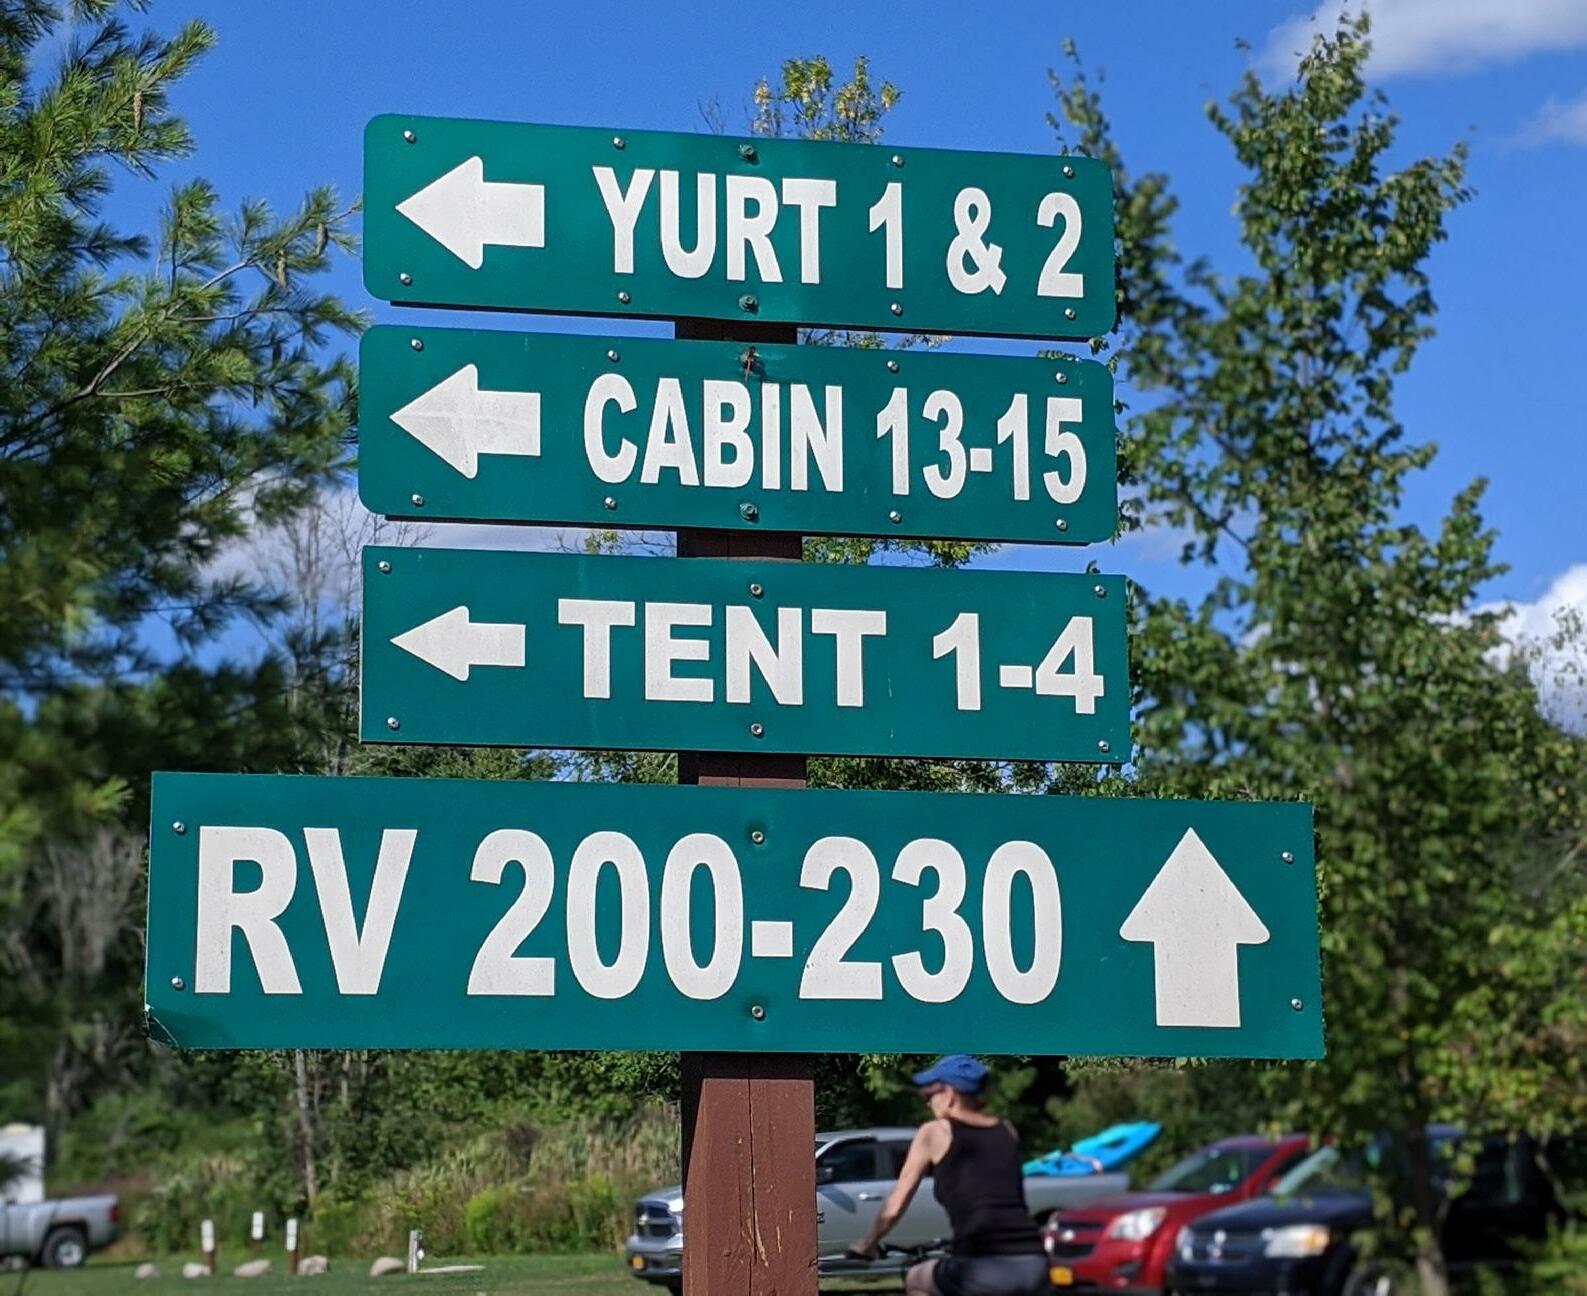 YURT 1 & 2
CABIN 13-15
TENT 1-4
RV 200-230